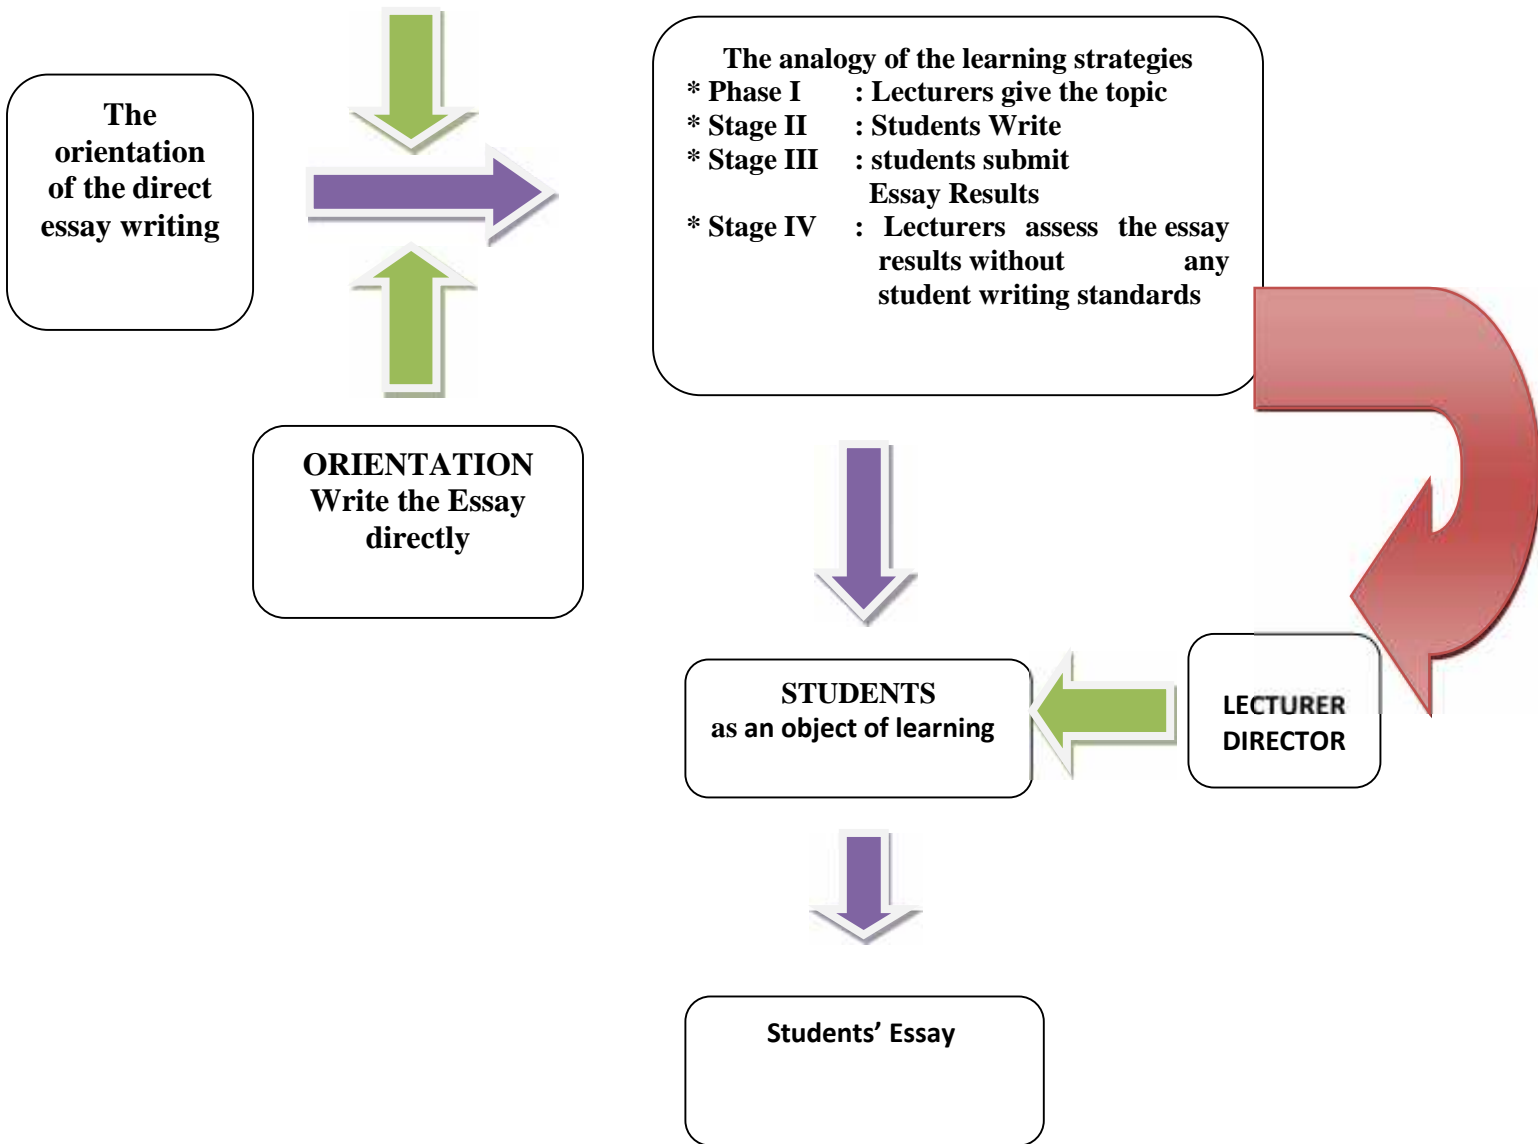 The
orientation
of the direct
essay writing
The analogy of the learning strategies
* Phase I : Lecturers give the topic
* Stage II : Students Write
* Stage III : students submit
Essay Results
* Stage IV : Lecturers assess the essay
results without any
student writing standards
ORIENTATION
Write the Essay
directly
STUDENTS
as an object of learning
LECTURER
DIRECTOR
Students’ Essay